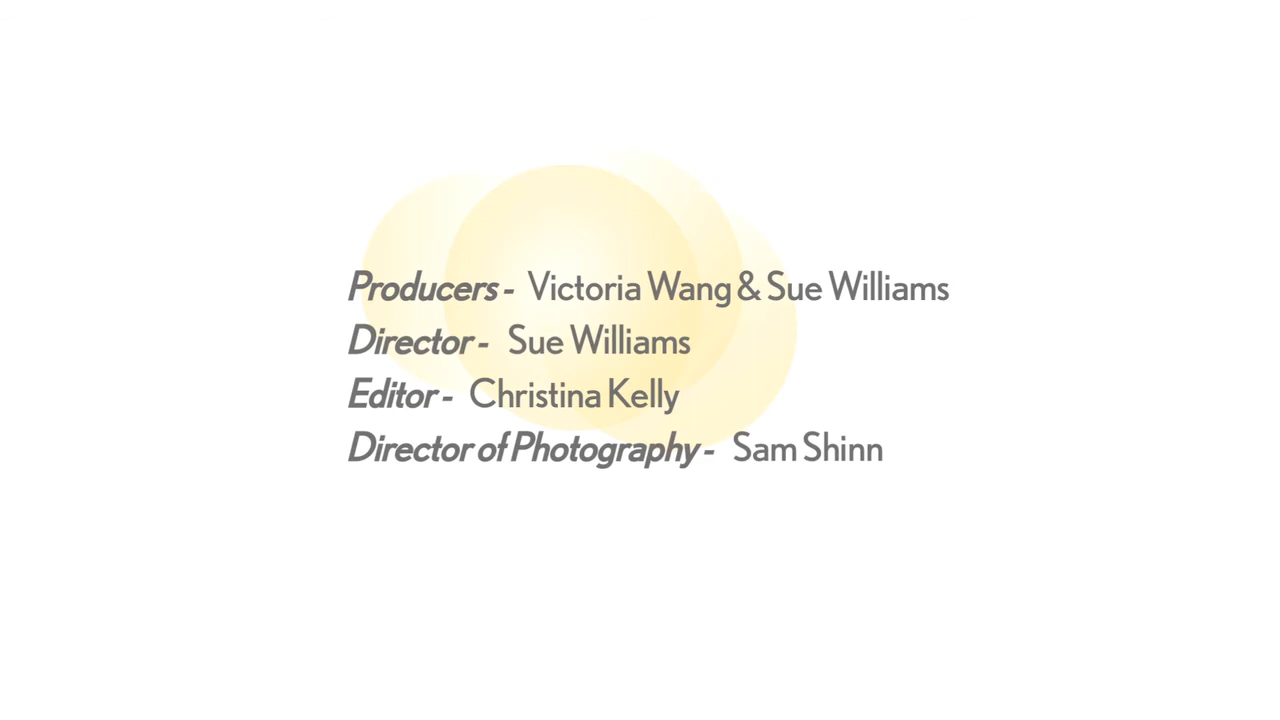 Producers - Victoria Wang & Sue Williams
Director - Sue Williams
Editor - Christina Kelly
Director of Photography - Sam Shinn